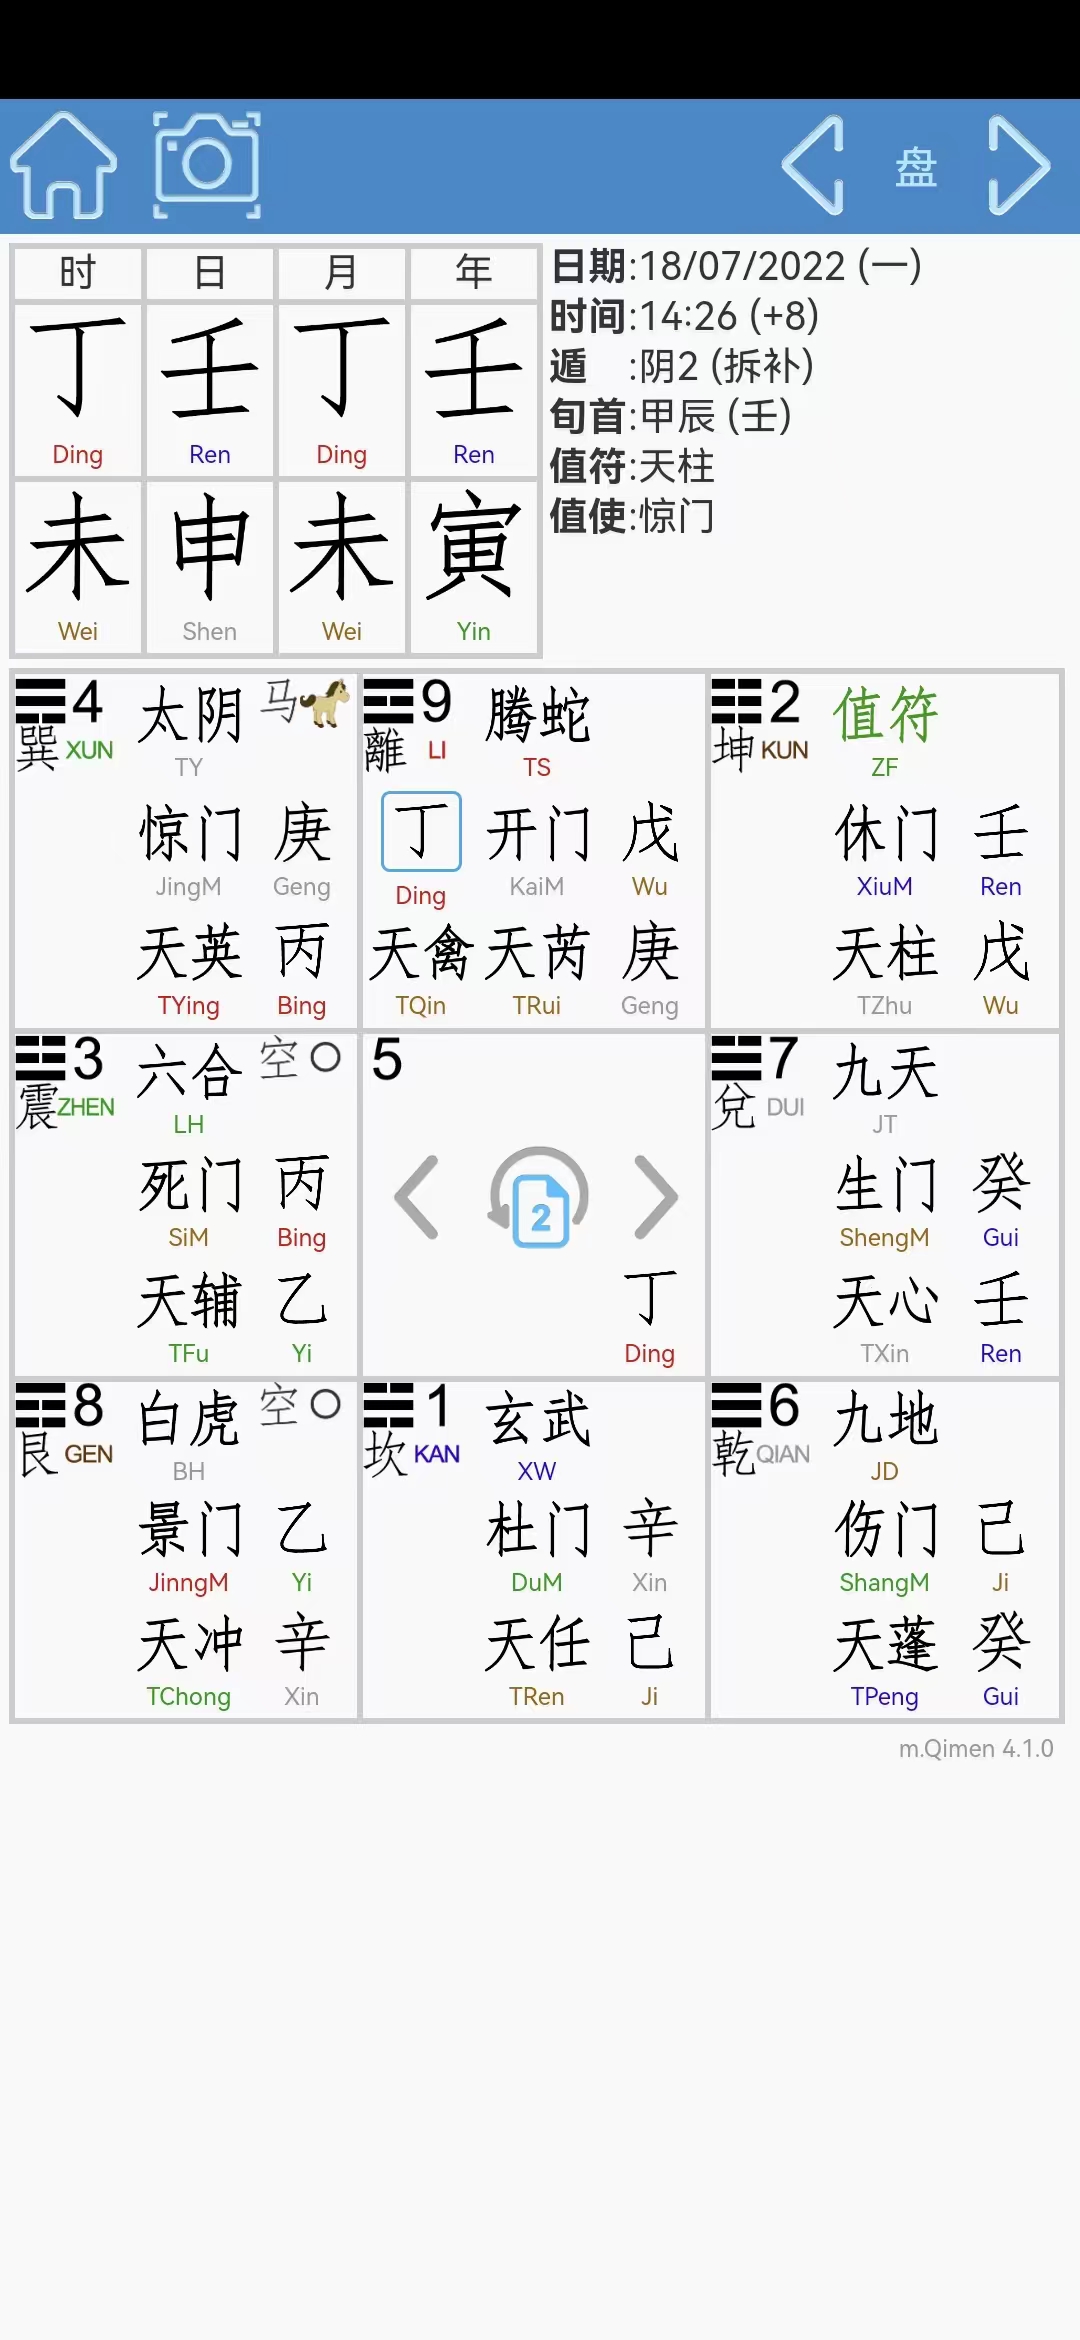 盘
时 日 月 年
丁 壬 丁 壬
Ding Ren Ding Ren
未 申 未 寅
Wei Shen Wei Yin
日期:18/07/2022 (一)
时间:14:26 (+8)
遁 :阴2 (拆补)
旬首:甲辰 (壬)
值符:天柱
值使:惊门
4 太阴 马
巽 XUN TY
惊门 庚
JingM Geng
天英 丙
TYing Bing
9 腾蛇
離 LI TS
丁 开门 戊
Ding KaiM Wu
天禽 天芮 庚
TQin TRui Geng
2 值符
坤 KUN ZF
休门 壬
XiuM Ren
天柱 戊
TZhu Wu
3 六合 空
震 ZHEN LH
死门 丙
SiM Bing
天辅 乙
TFu Yi
5
2
丁
Ding
7 九天
兌 DUI JT
生门 癸
ShengM Gui
天心 壬
TXin Ren
8 白虎 空
艮 GEN BH
景门 乙
JinngM Yi
天冲 辛
TChong Xin
1 玄武
坎 KAN XW
杜门 辛
DuM Xin
天任 己
TRen Ji
6 九地
乾 QIAN JD
伤门 己
ShangM Ji
天蓬 癸
TPeng Gui
m.Qimen 4.1.0